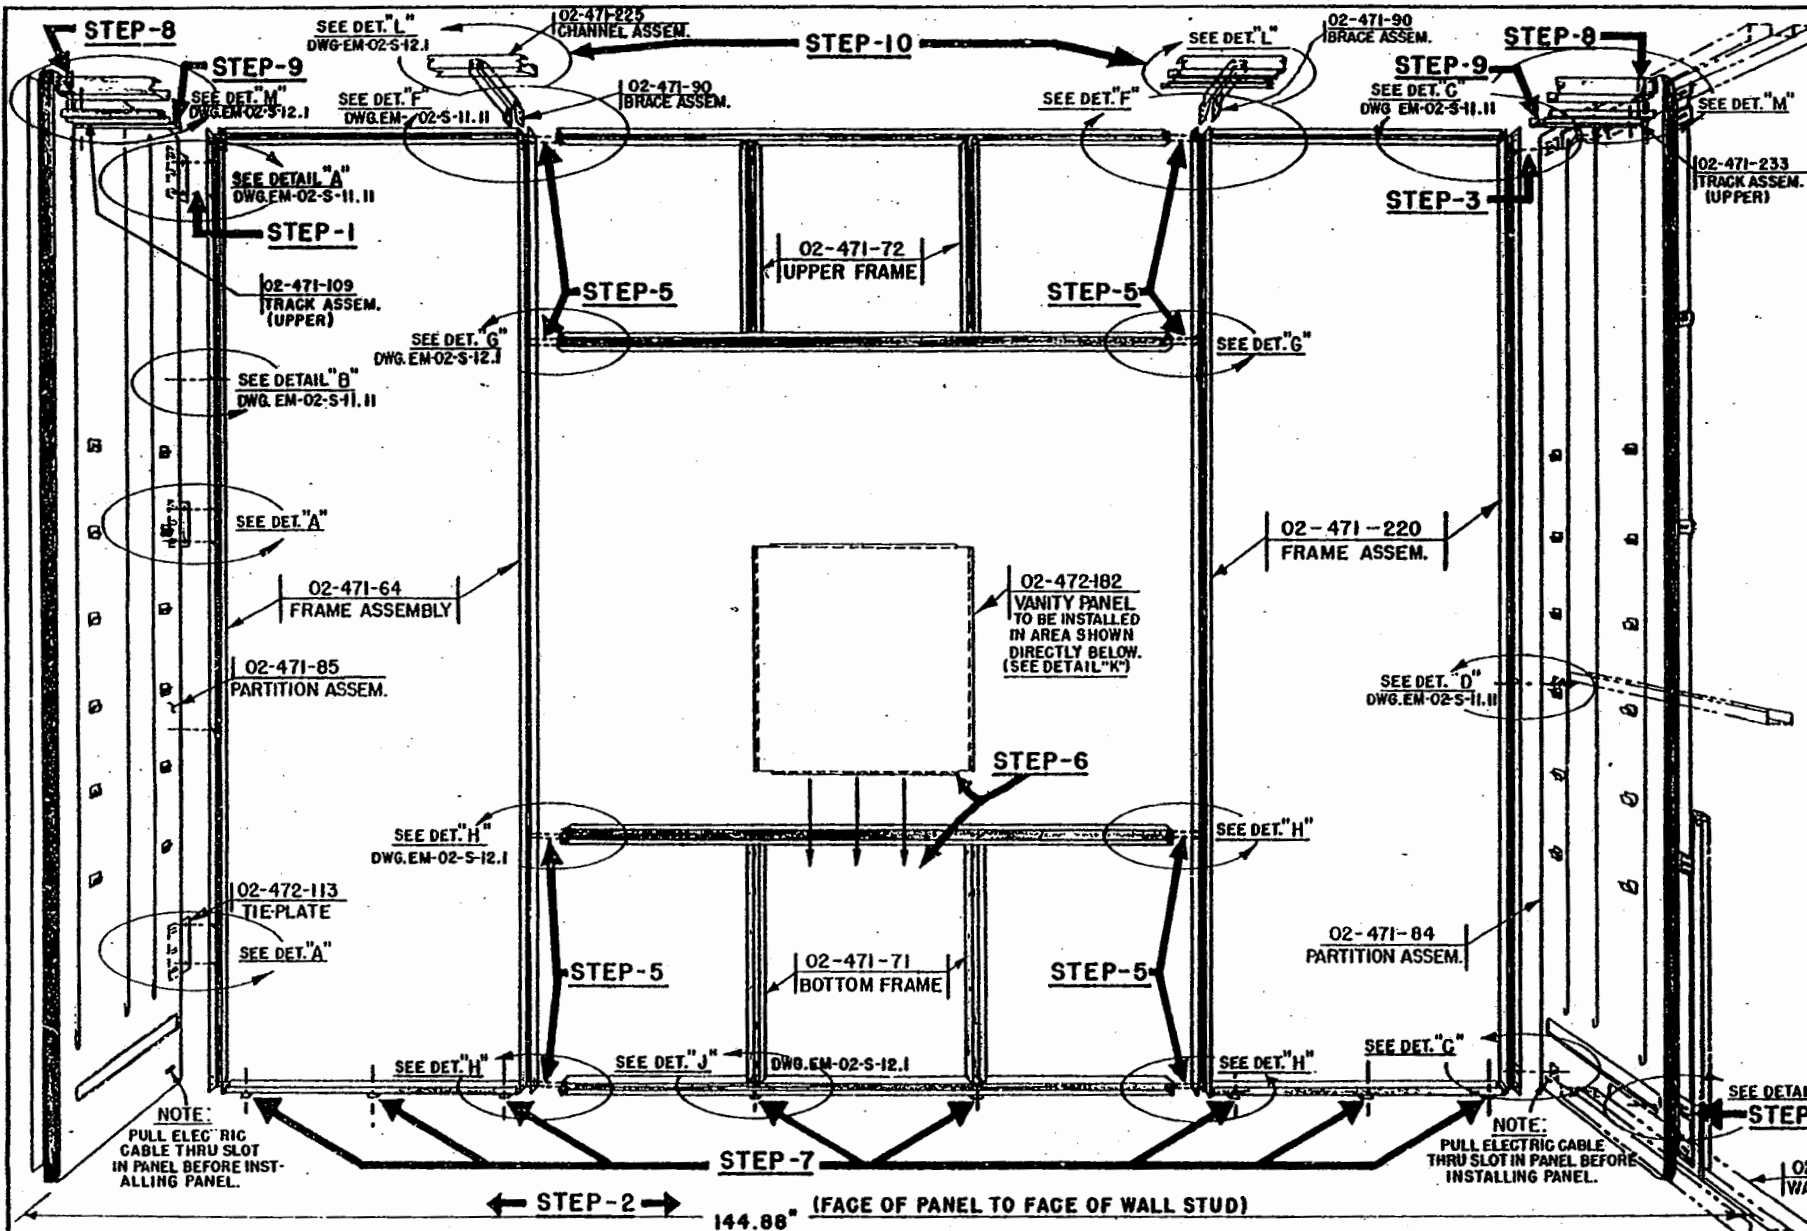 STEP-8
SEE DET."L"
DWG-EM-02-S-12.1
02-471-225
CHANNEL ASSEM.
STEP-10
SEE DET."L"
02-471-90
BRACE ASSEM.
STEP-8
STEP-9
SEE DET."M"
DWG.EM-02-S-12.1
SEE DET."F"
DWG.EM-02-S-11.11
02-471-90
BRACE ASSEM.
SEE DET."F"
STEP-9
SEE DET."C"
DWG EM-02-S-11.11
SEE DET."M"
SEE DETAIL "A"
DWG.EM-02-S-11.11
STEP-1
STEP-3
02-471-233
TRACK ASSEM.
(UPPER)
02-471-109
TRACK ASSEM.
(UPPER)
STEP-5
02-471-72
UPPER FRAME
STEP-5
SEE DET."G"
DWG.EM-02-S-12.1
SEE DET."G"
SEE DETAIL "B"
DWG. EM-02-S-11.11
SEE DET."A"
02-471-64
FRAME ASSEMBLY
02-471-220
FRAME ASSEM.
02-472-182
VANITY PANEL
TO BE INSTALLED
IN AREA SHOWN
DIRECTLY BELOW.
(SEE DETAIL"K")
02-471-85
PARTITION ASSEM.
SEE DET. "D"
DWG.EM-02-S-11.11
STEP-6
SEE DET."H"
DWG.EM-02-S-12.1
SEE DET."H"
02-472-113
TIE-PLATE
SEE DET."A"
STEP-5
02-471-71
BOTTOM FRAME
STEP-5
02-471-84
PARTITION ASSEM.
SEE DET."H"
SEE DET."J"
DWG.EM-02-S-12.1
SEE DET."H"
SEE DET."C"
SEE DETAIL
STEP
NOTE:
PULL ELECTRIC
CABLE THRU SLOT
IN PANEL BEFORE INST-
ALLING PANEL.
STEP-7
NOTE:
PULL ELECTRIC CABLE
THRU SLOT IN PANEL BEFORE
INSTALLING PANEL.
STEP-2
144.88" (FACE OF PANEL TO FACE OF WALL STUD)